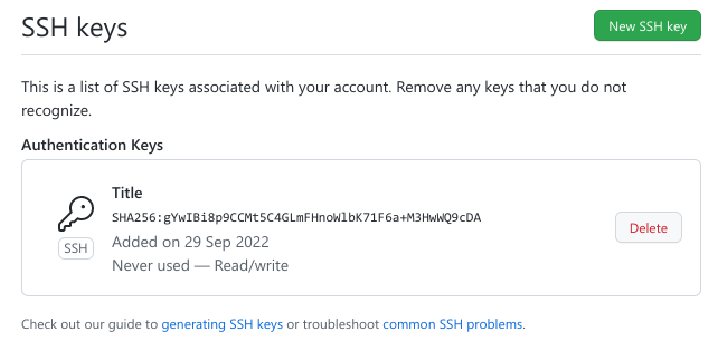 SSH keys
New SSH key
This is a list of SSH keys associated with your account. Remove any keys that you do not
recognize.
Authentication Keys
Title
SHA256:gYwIBi8p9CCMt5C4GLmFHnoWlbK71F6a+M3HwWQ9cDA
SSH
Added on 29 Sep 2022
Never used — Read/write
Delete
Check out our guide to generating SSH keys or troubleshoot common SSH problems.